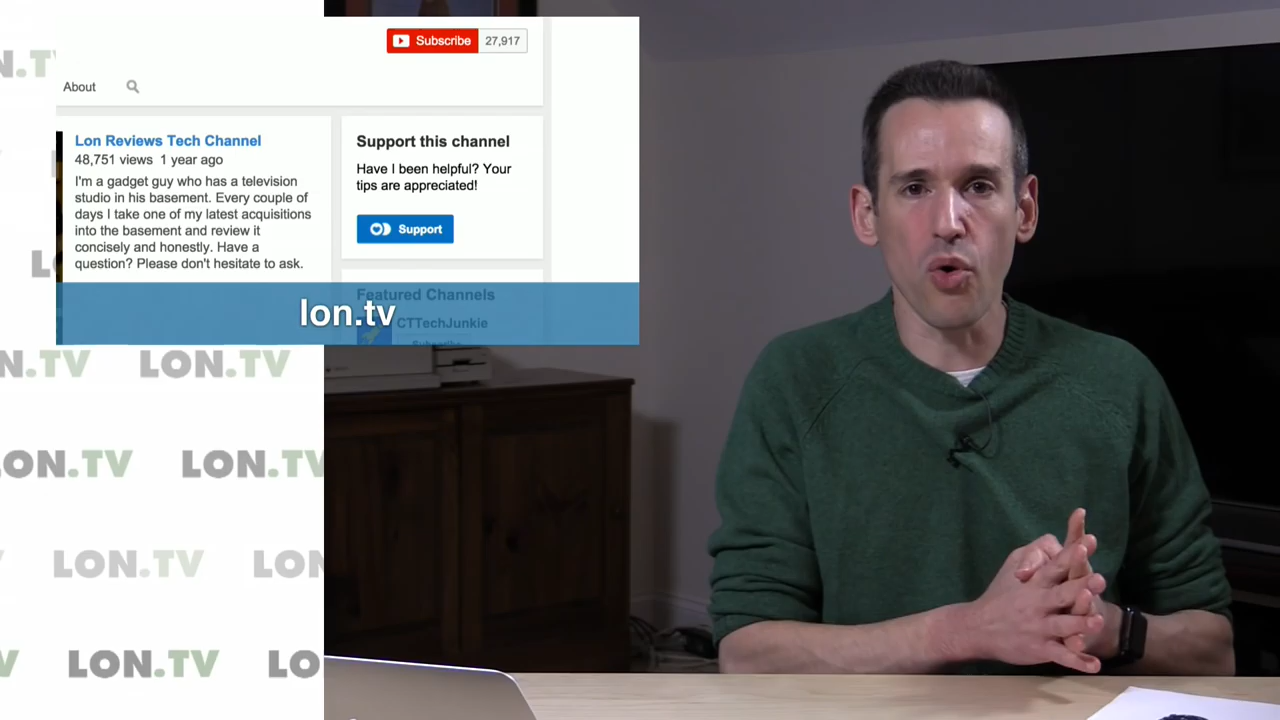 Subscribe 27,917
About
Lon Reviews Tech Channel
48,751 views 1 year ago
I'm a gadget guy who has a television
studio in his basement. Every couple of
days I take one of my latest acquisitions
into the basement and review it
concisely and honestly. Have a
question? Please don't hesitate to ask.
Support this channel
Have I been helpful? Your
tips are appreciated!
Support
Featured Channels
CTTechJunkie
Subscribe
lon.tv
LON.TV
LON.TV
LON.TV
LON.TV
LON.TV
LON.TV